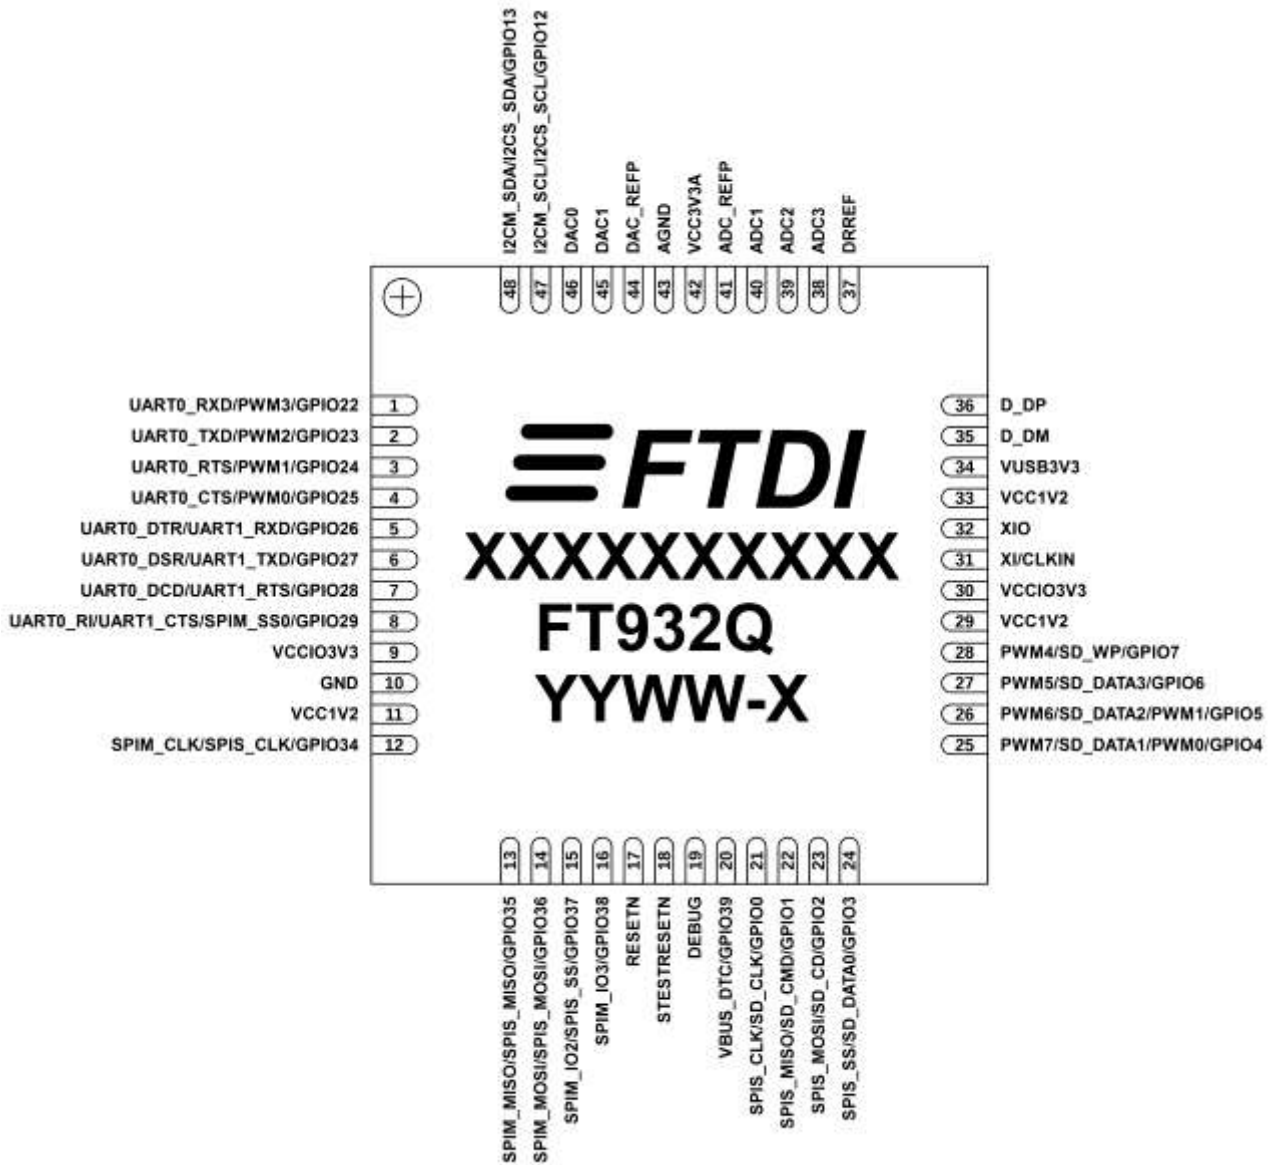 I2CM_SDA/I2CS_SDA/GPIO13
I2CM_SCL/I2CS_SCL/GPIO12
DAC0
DAC1
DAC_REFP
AGND
VCC3V3A
ADC_REFP
ADC1
ADC2
ADC3
DRREF
48
47
46
45
44
43
42
41
40
39
38
37
UART0_RXD/PWM3/GPIO22 1
UART0_TXD/PWM2/GPIO23 2
UART0_RTS/PWM1/GPIO24 3
UART0_CTS/PWM0/GPIO25 4
UART0_DTR/UART1_RXD/GPIO26 5
UART0_DSR/UART1_TXD/GPIO27 6
UART0_DCD/UART1_RTS/GPIO28 7
UART0_RI/UART1_CTS/SPIM_SS0/GPIO29 8
VCCIO3V3 9
GND 10
VCC1V2 11
SPIM_CLK/SPIS_CLK/GPIO34 12
FTDI
XXXXXXXXXX
FT932Q
YYWW-X
36 D_DP
35 D_DM
34 VUSB3V3
33 VCC1V2
32 XIO
31 XI/CLKIN
30 VCCIO3V3
29 VCC1V2
28 PWM4/SD_WP/GPIO7
27 PWM5/SD_DATA3/GPIO6
26 PWM6/SD_DATA2/PWM1/GPIO5
25 PWM7/SD_DATA1/PWM0/GPIO4
13
14
15
16
17
18
19
20
21
22
23
24
SPIM_MISO/SPIS_MISO/GPIO35
SPIM_MOSI/SPIS_MOSI/GPIO36
SPIM_IO2/SPIS_SS/GPIO37
SPIM_IO3/GPIO38
RESETN
STESTRESETN
DEBUG
VBUS_DTC/GPIO39
SPIS_CLK/SD_CLK/GPIO0
SPIS_MISO/SD_CMD/GPIO1
SPIS_MOSI/SD_CD/GPIO2
SPIS_SS/SD_DATA0/GPIO3